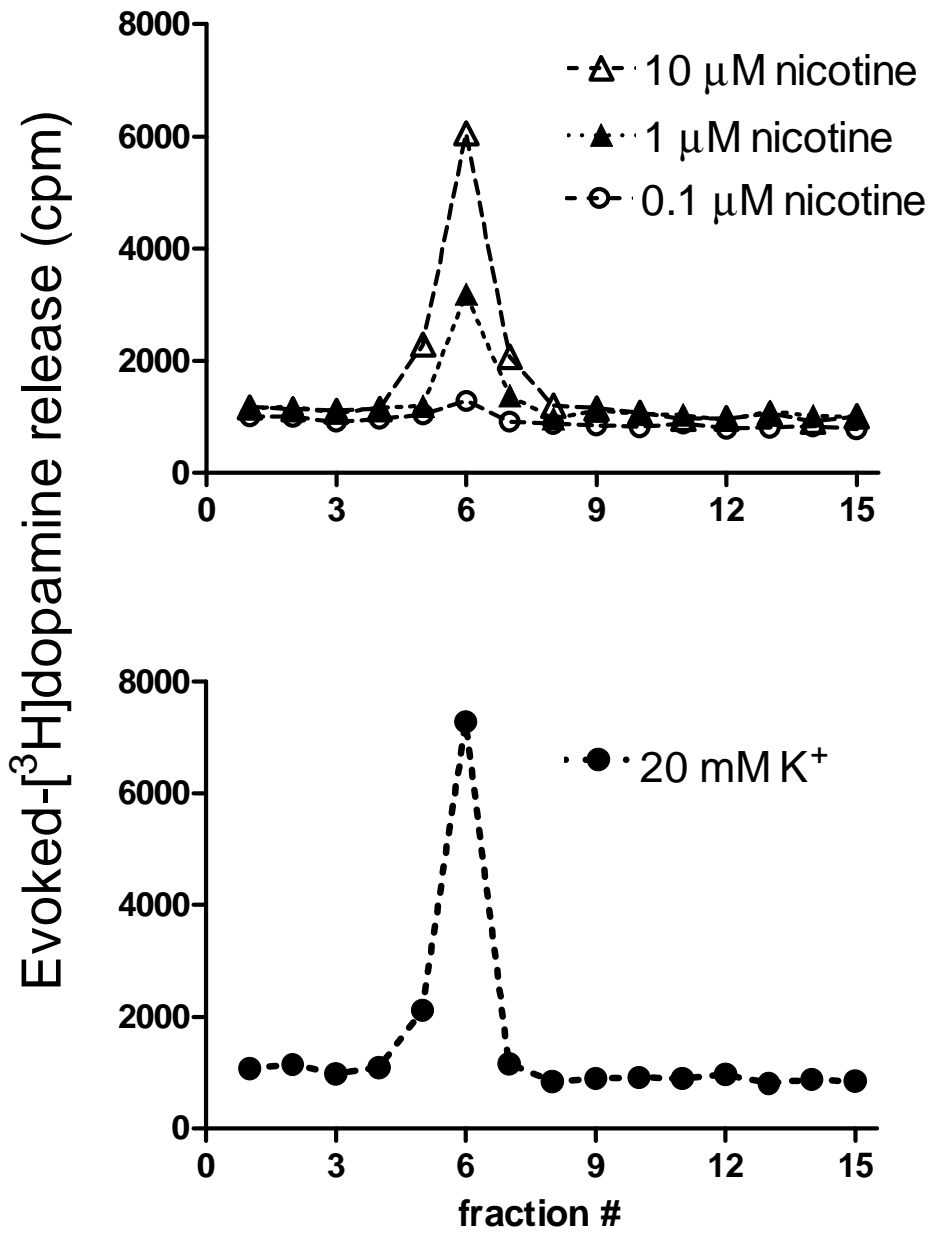 Evoked-[³H]dopamine release (cpm)
8000
6000
4000
2000
0
0 3 6 9 12 15
10 μM nicotine
1 μM nicotine
0.1 μM nicotine
8000
6000
4000
2000
0
0 3 6 9 12 15
20 mM K⁺
fraction #